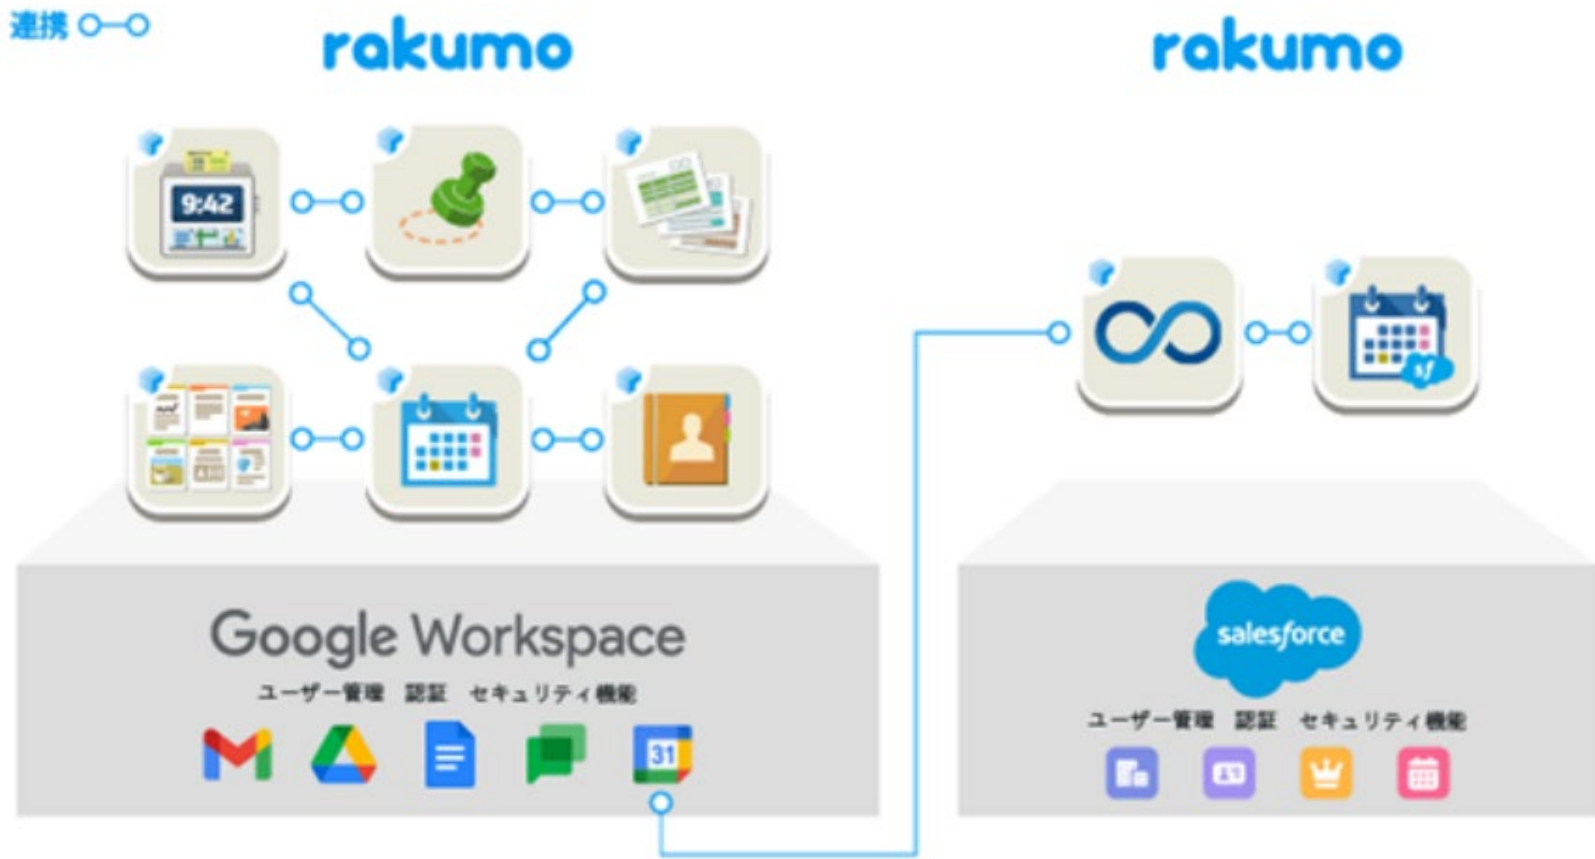 連携
rakumo
rakumo
9:42
sf
Google Workspace
ユーザー管理 認証 セキュリティ機能
31
salesforce
ユーザー管理 認証 セキュリティ機能